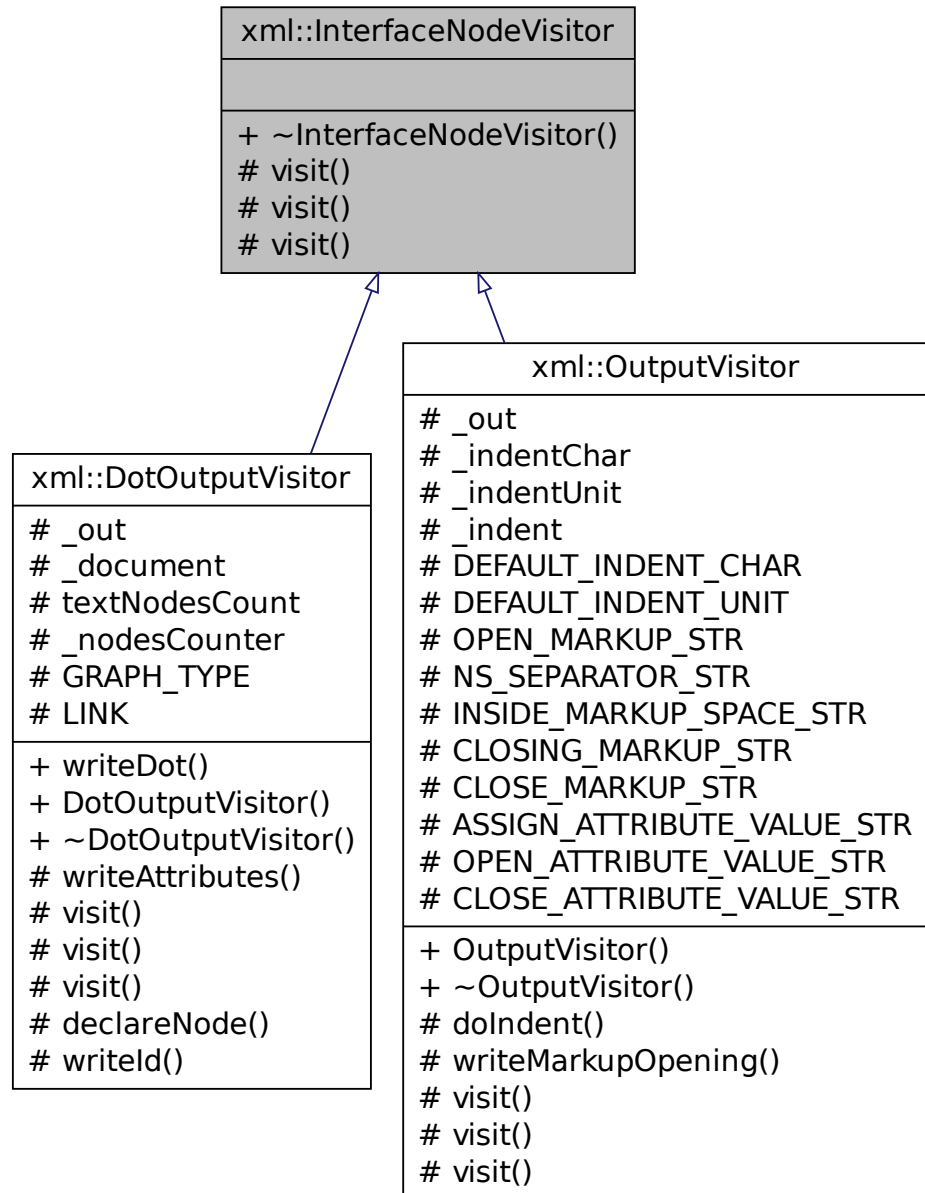 xml::InterfaceNodeVisitor
+ ~InterfaceNodeVisitor()
# visit()
# visit()
# visit()
xml::DotOutputVisitor
# _out
# _document
# textNodesCount
# _nodesCounter
# GRAPH_TYPE
# LINK
+ writeDot()
+ DotOutputVisitor()
+ ~DotOutputVisitor()
# writeAttributes()
# visit()
# visit()
# visit()
# declareNode()
# writeId()
xml::OutputVisitor
# _out
# _indentChar
# _indentUnit
# _indent
# DEFAULT_INDENT_CHAR
# DEFAULT_INDENT_UNIT
# OPEN_MARKUP_STR
# NS_SEPARATOR_STR
# INSIDE_MARKUP_SPACE_STR
# CLOSING_MARKUP_STR
# CLOSE_MARKUP_STR
# ASSIGN_ATTRIBUTE_VALUE_STR
# OPEN_ATTRIBUTE_VALUE_STR
# CLOSE_ATTRIBUTE_VALUE_STR
+ OutputVisitor()
+ ~OutputVisitor()
# doIndent()
# writeMarkupOpening()
# visit()
# visit()
# visit()